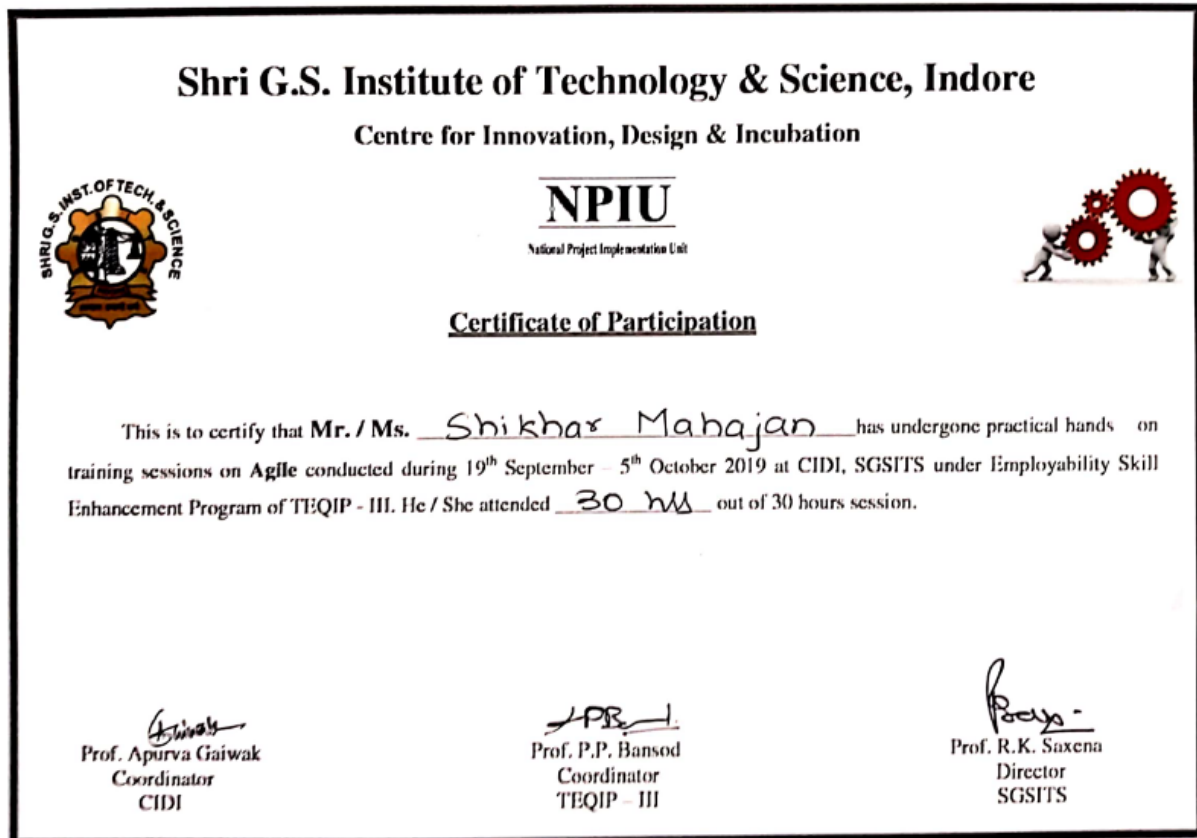 Shri G.S. Institute of Technology & Science, Indore
Centre for Innovation, Design & Incubation
SHRI G.S. INST. OF TECH. & SCIENCE
NPIU
National Project Implementation Unit
Certificate of Participation
This is to certify that Mr. / Ms. Shikhar Mahajan has undergone practical hands on
training sessions on Agile conducted during 19th September – 5th October 2019 at CIDI, SGSITS under Employability Skill
Enhancement Program of TEQIP - III. He / She attended 30 hrs out of 30 hours session.
Prof. Apurva Gaiwak
Coordinator
CIDI
Prof. P.P. Bansod
Coordinator
TEQIP – III
Prof. R.K. Saxena
Director
SGSITS